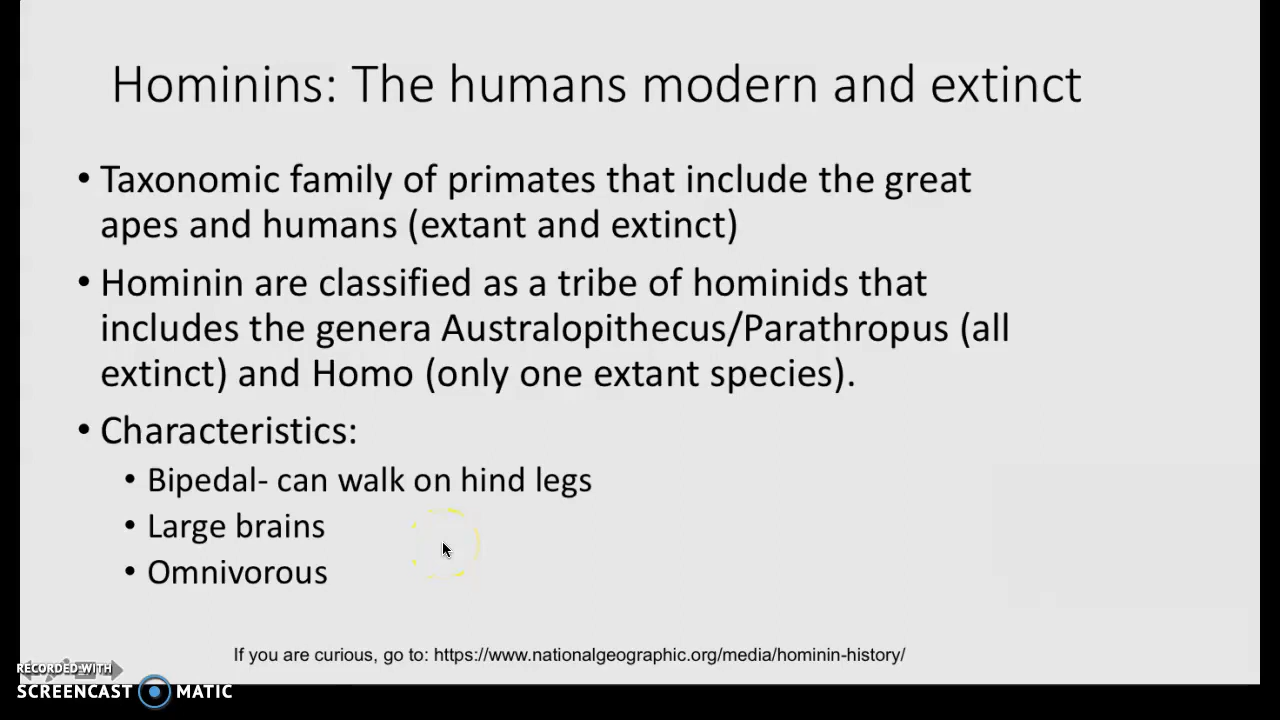 Hominins: The humans modern and extinct
• Taxonomic family of primates that include the great
apes and humans (extant and extinct)
• Hominin are classified as a tribe of hominids that
includes the genera Australopithecus/Parathropus (all
extinct) and Homo (only one extant species).
• Characteristics:
• Bipedal- can walk on hind legs
• Large brains
• Omnivorous
If you are curious, go to: https://www.nationalgeographic.org/media/hominin-history/
RECORDED WITH
SCREENCAST MATIC